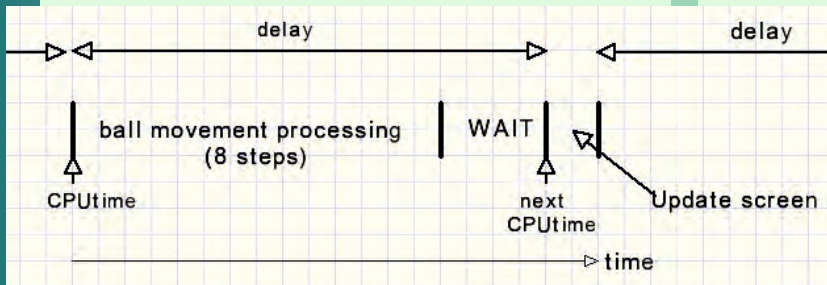 delay
delay
ball movement processing
(8 steps)
WAIT
CPUtime
next
CPUtime
Update screen
time